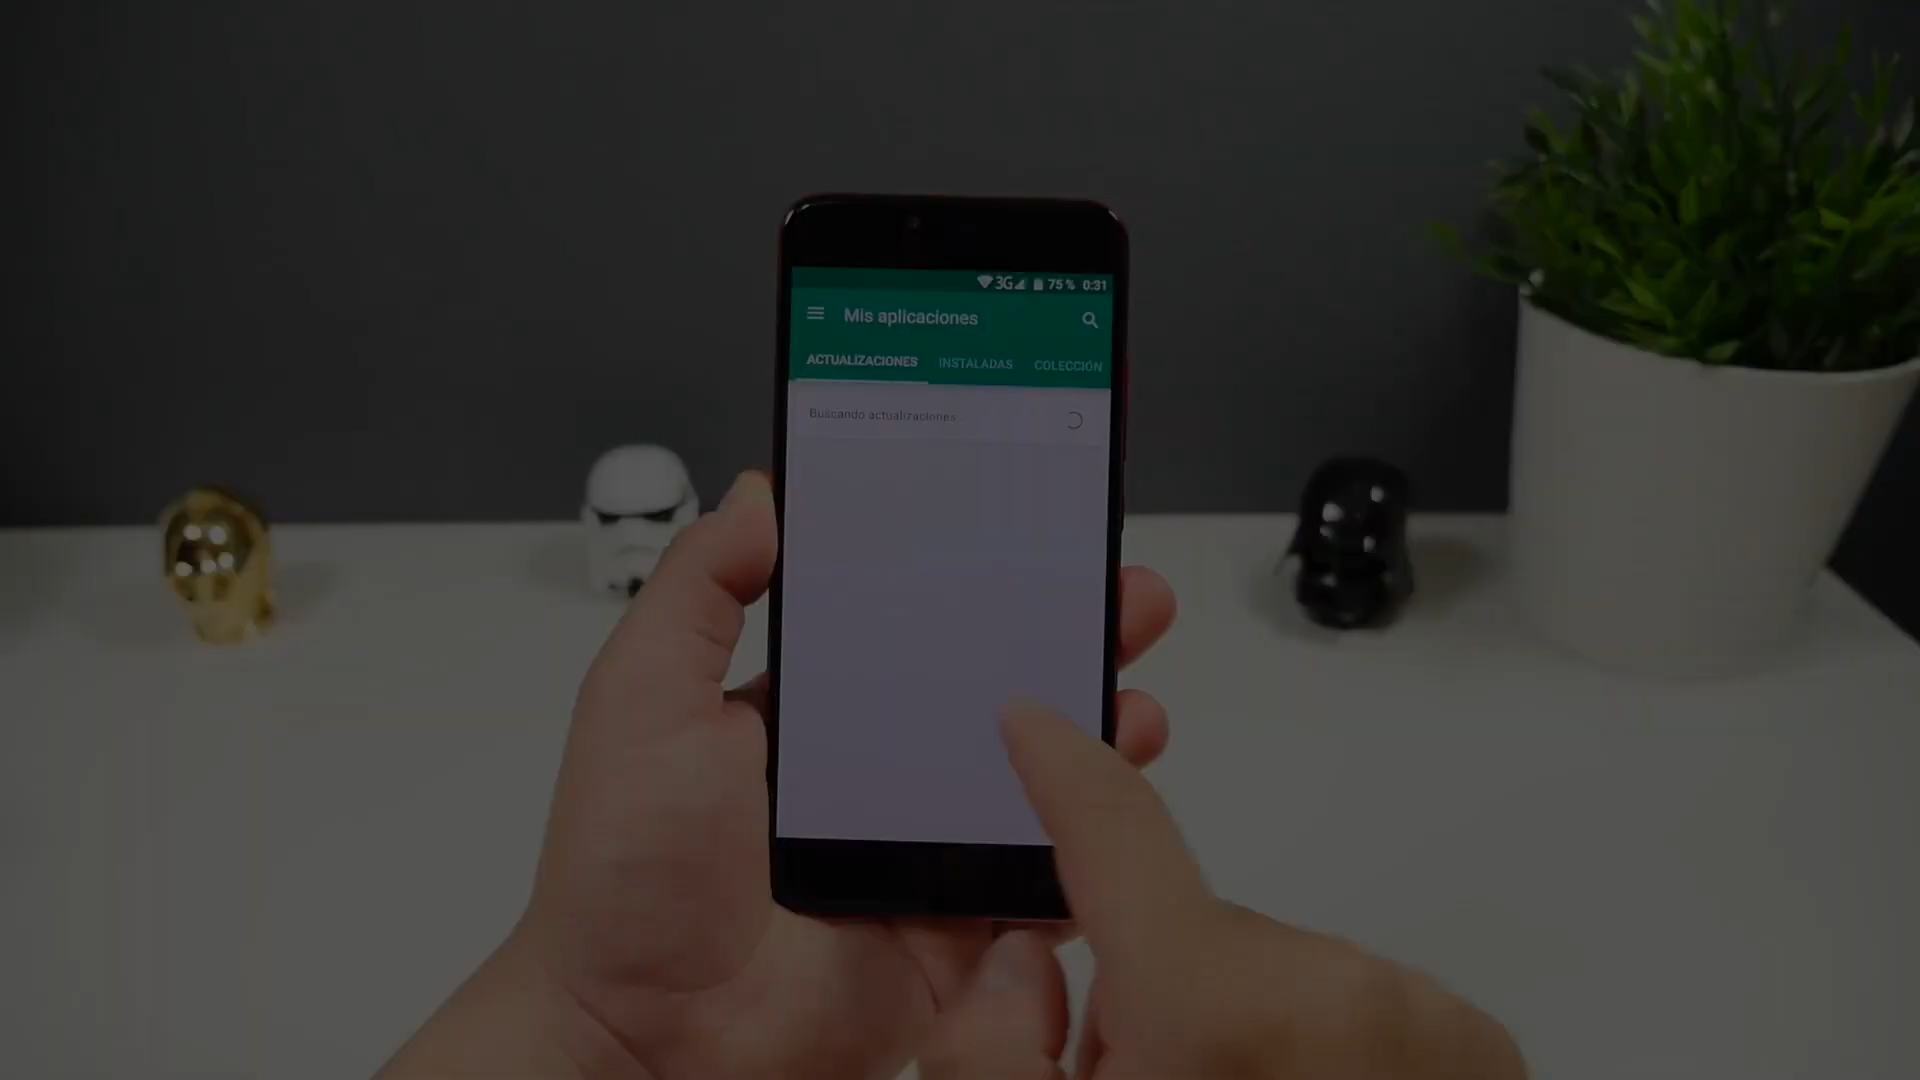 3G 75 % 0:31
Mis aplicaciones
ACTUALIZACIONES INSTALADAS COLECCIÓN
Buscando actualizaciones